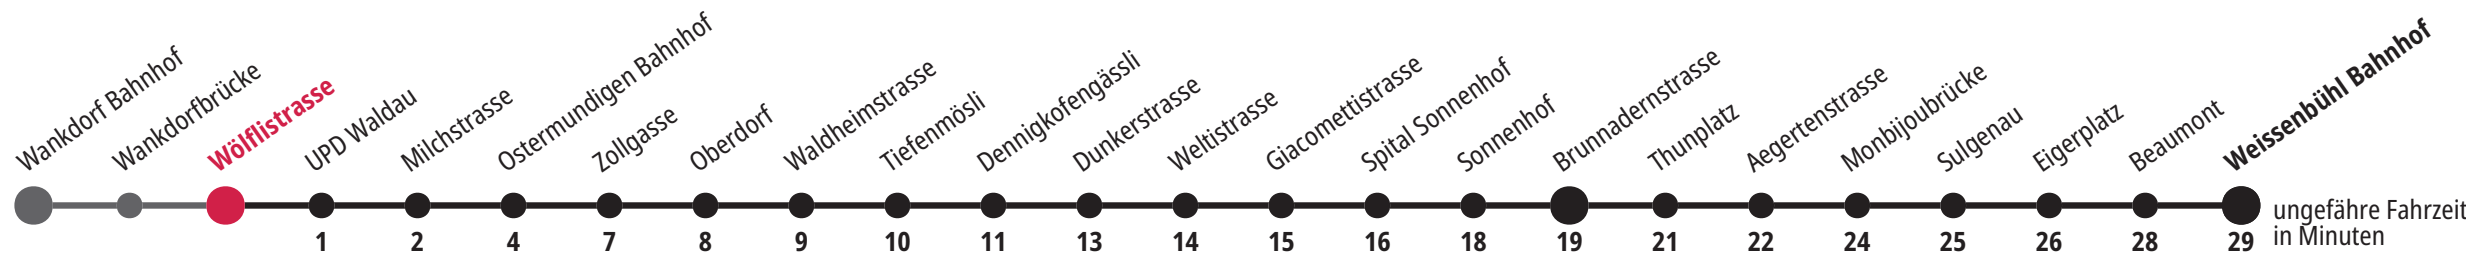 Wankdorf Bahnhof
Wankdorfbrücke
Wölflistrasse
UPD Waldau
Milchstrasse
Ostermundigen Bahnhof
Zollgasse
Oberdorf
Waldheimstrasse
Tiefenmösli
Dennigkofengässli
Dunkerstrasse
Weltistrasse
Giacomettistrasse
Spital Sonnenhof
Sonnenhof
Brunnadernstrasse
Thunplatz
Aegertenstrasse
Monbijoubrücke
Sulgenau
Eigerplatz
Beaumont
Weissenbühl Bahnhof
1 2 4 7 8 9 10 11 13 14 15 16 18 19 21 22 24 25 26 28 29
ungefähre Fahrzeit
in Minuten